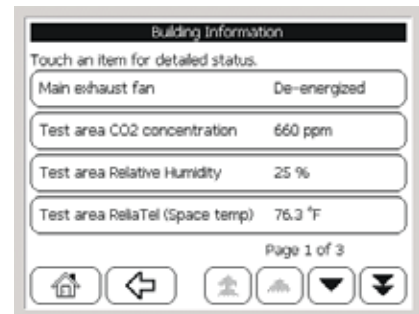 Building Information
Touch an item for detailed status.
Main exhaust fan De-energized
Test area CO2 concentration 660 ppm
Test area Relative Humidity 25 %
Test area ReliaTel (Space temp) 76.3 °F
Page 1 of 3